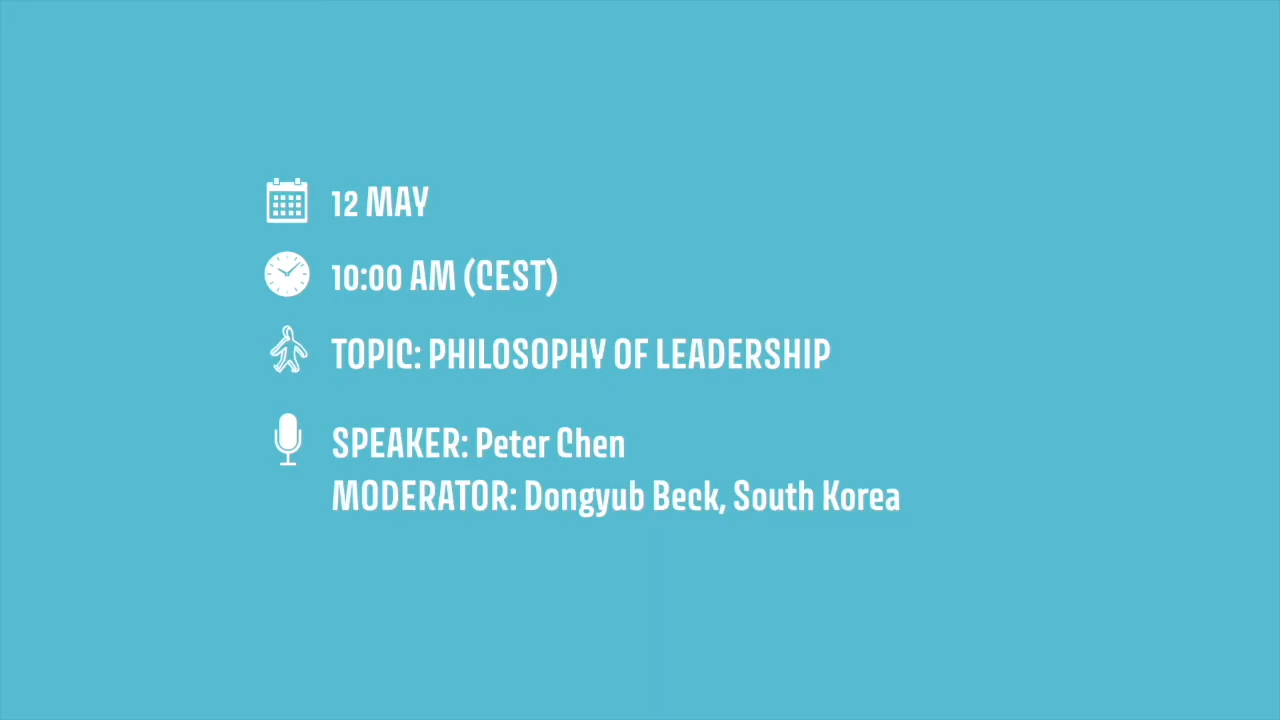 12 MAY
10:00 AM (CEST)
TOPIC: PHILOSOPHY OF LEADERSHIP
SPEAKER: Peter Chen
MODERATOR: Dongyub Beck, South Korea